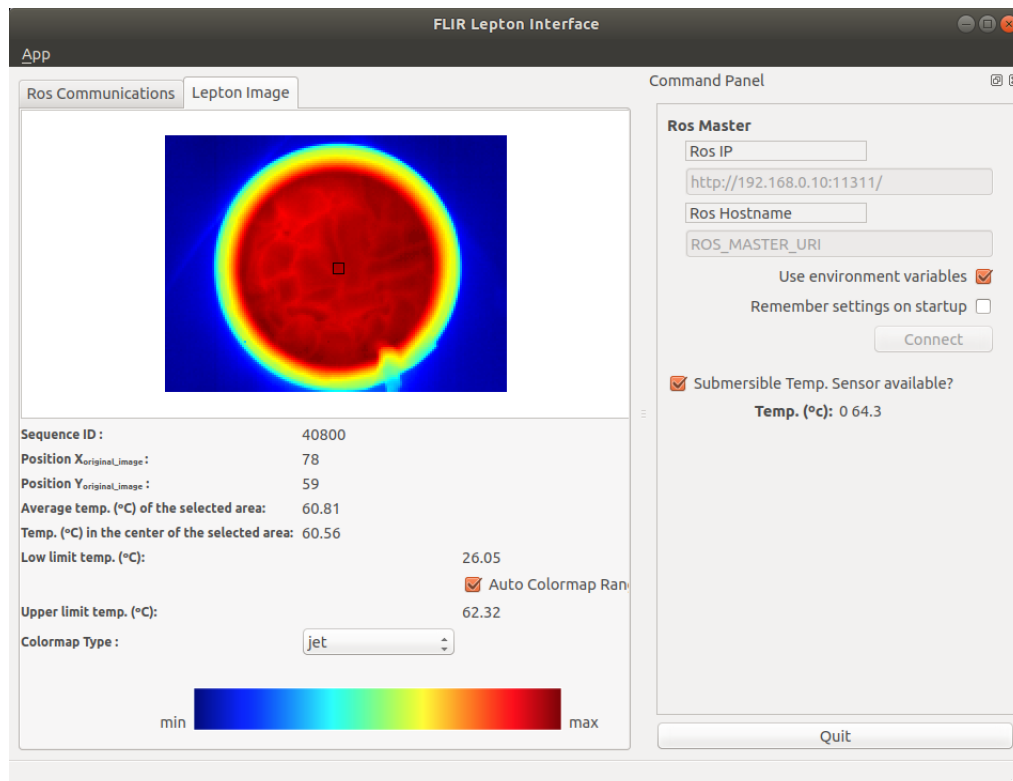 FLIR Lepton Interface
App
Ros Communications
Lepton Image
Sequence ID : 40800
Position Xoriginal_image : 78
Position Yoriginal_image : 59
Average temp. (ºC) of the selected area: 60.81
Temp. (ºC) in the center of the selected area: 60.56
Low limit temp. (ºC): 26.05
Auto Colormap Ran
Upper limit temp. (ºC): 62.32
Colormap Type : jet
min max
Command Panel
Ros Master
Ros IP
http://192.168.0.10:11311/
Ros Hostname
ROS_MASTER_URI
Use environment variables
Remember settings on startup
Connect
Submersible Temp. Sensor available?
Temp. (ºc): 0 64.3
Quit